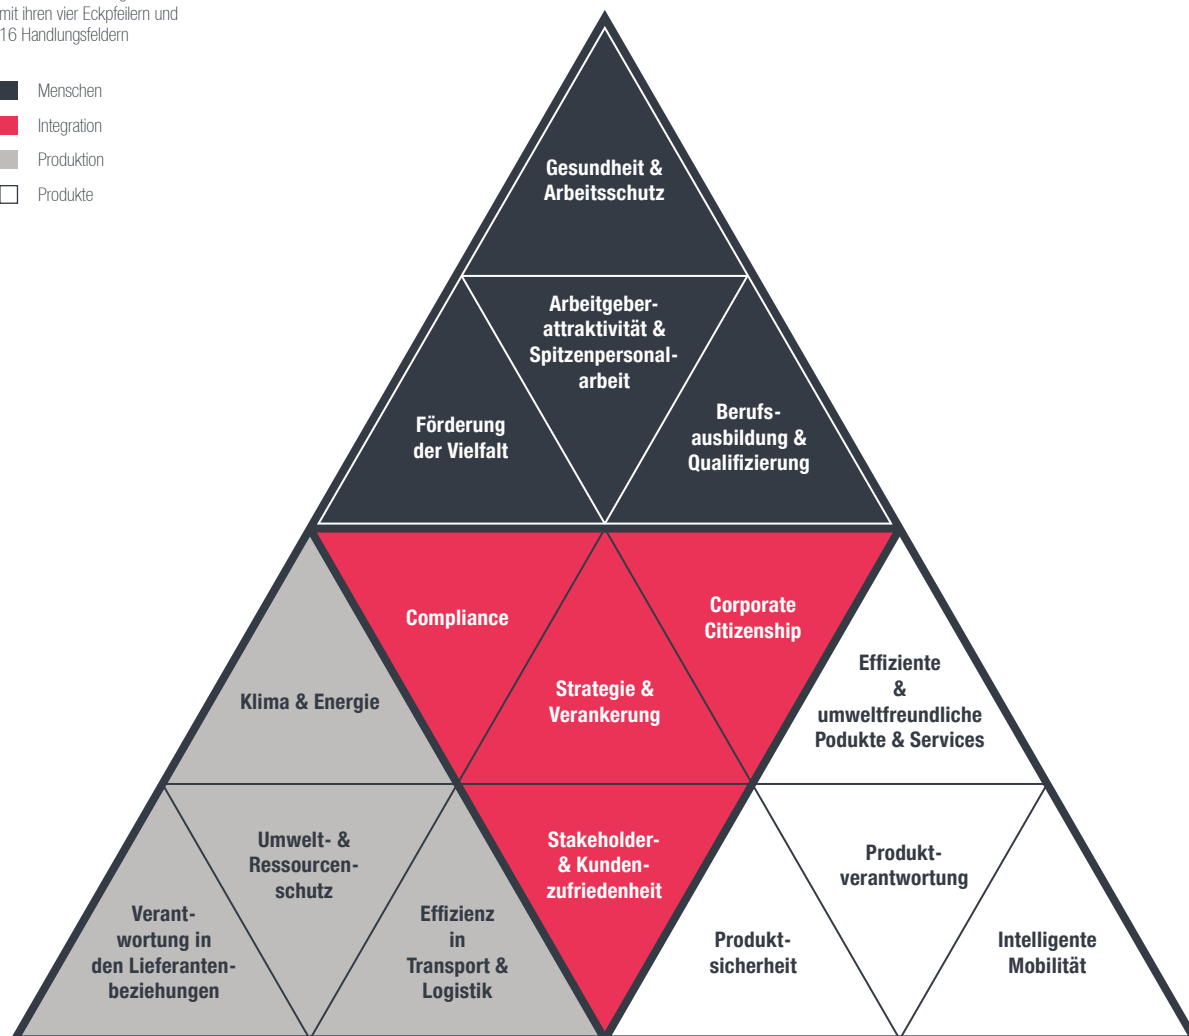 mit ihren vier Eckpfeilern und
16 Handlungsfeldern
Menschen
Integration
Produktion
Produkte
Gesundheit &
Arbeitsschutz
Arbeitgeber-
attraktivität &
Spitzenpersonal-
arbeit
Förderung
der Vielfalt
Berufs-
ausbildung &
Qualifizierung
Compliance
Corporate
Citizenship
Strategie &
Verankerung
Klima & Energie
Effiziente
&
umweltfreundliche
Podukte & Services
Umwelt- &
Ressourcen-
schutz
Stakeholder-
& Kunden-
zufriedenheit
Produkt-
verantwortung
Verant-
wortung in
den Lieferanten-
beziehungen
Effizienz
in
Transport &
Logistik
Produkt-
sicherheit
Intelligente
Mobilität